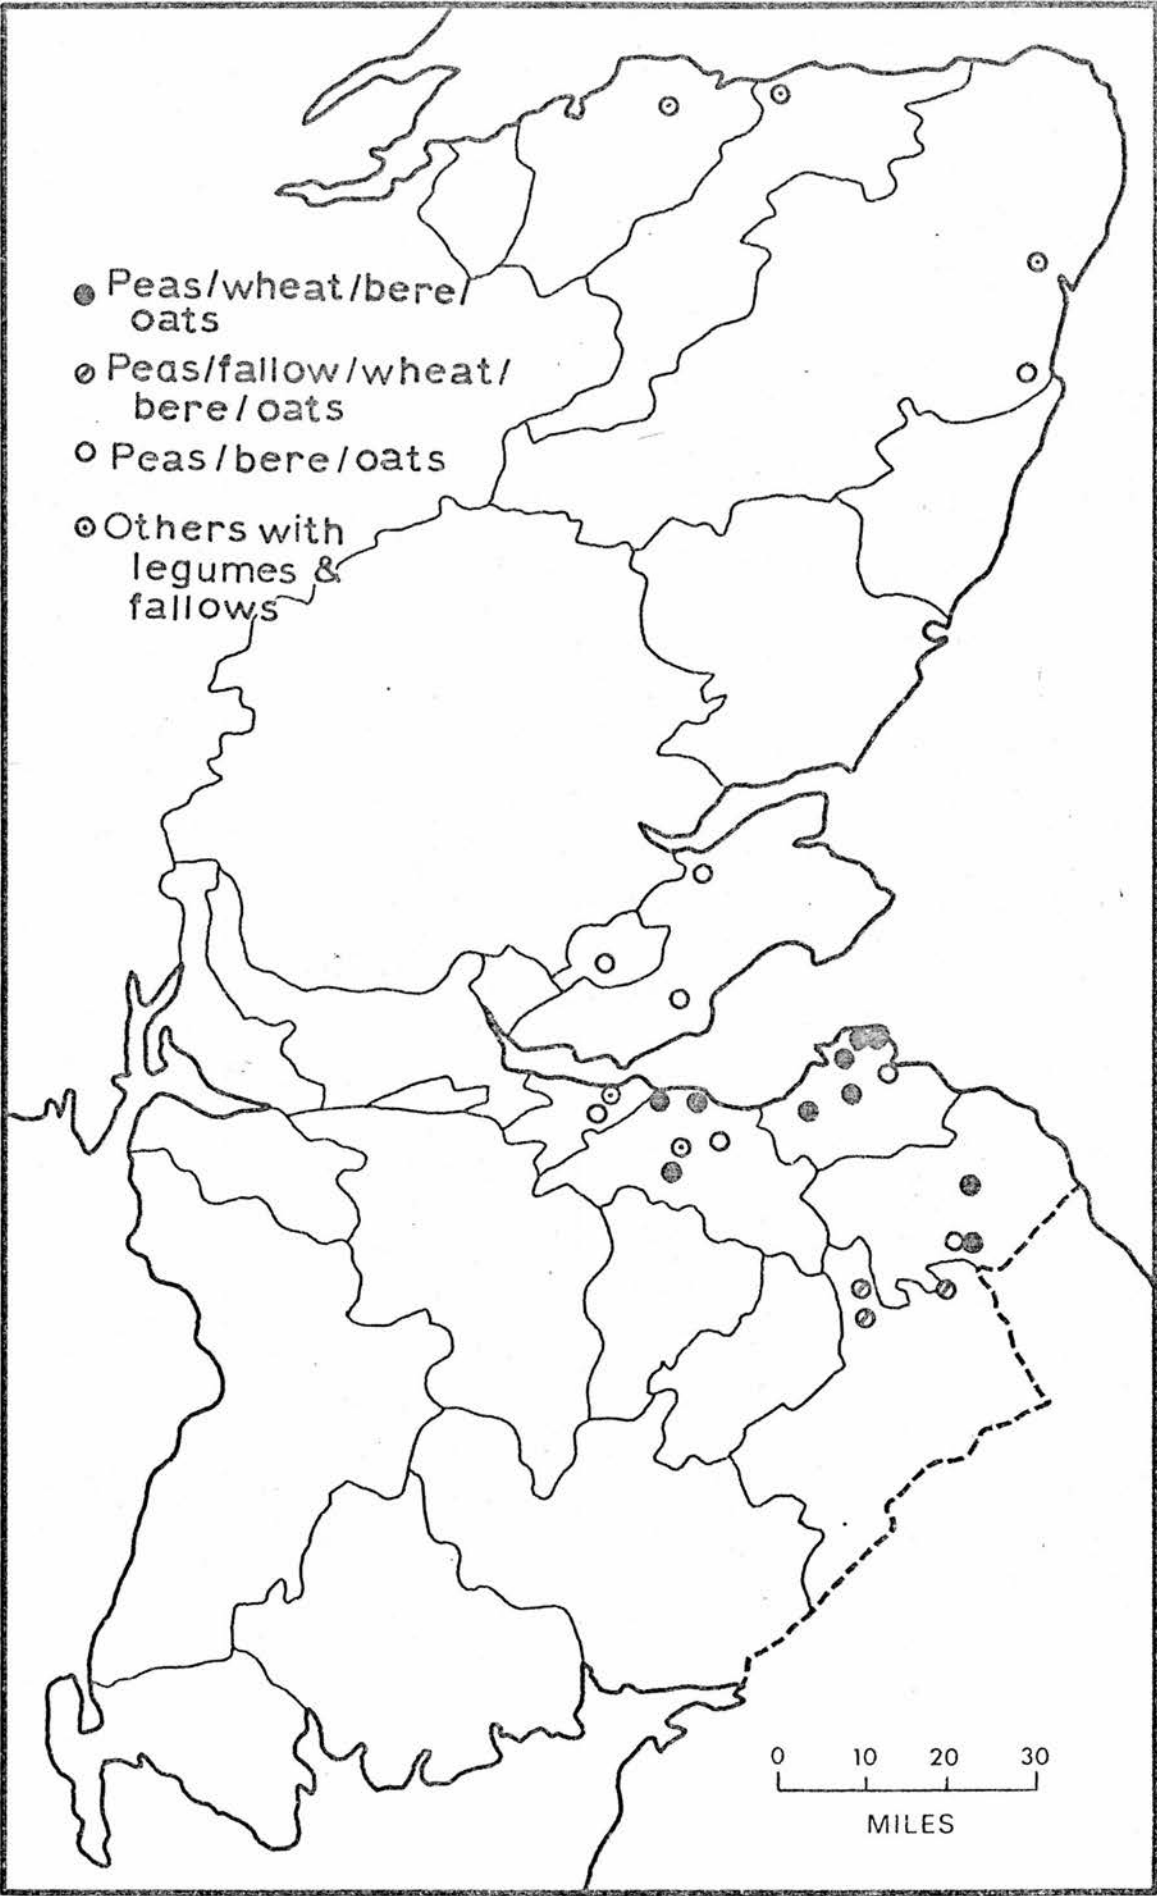 Peas/wheat/bere/
oats
Peas/fallow/wheat/
bere/oats
Peas/bere/oats
Others with
legumes &
fallows
0 10 20 30
MILES